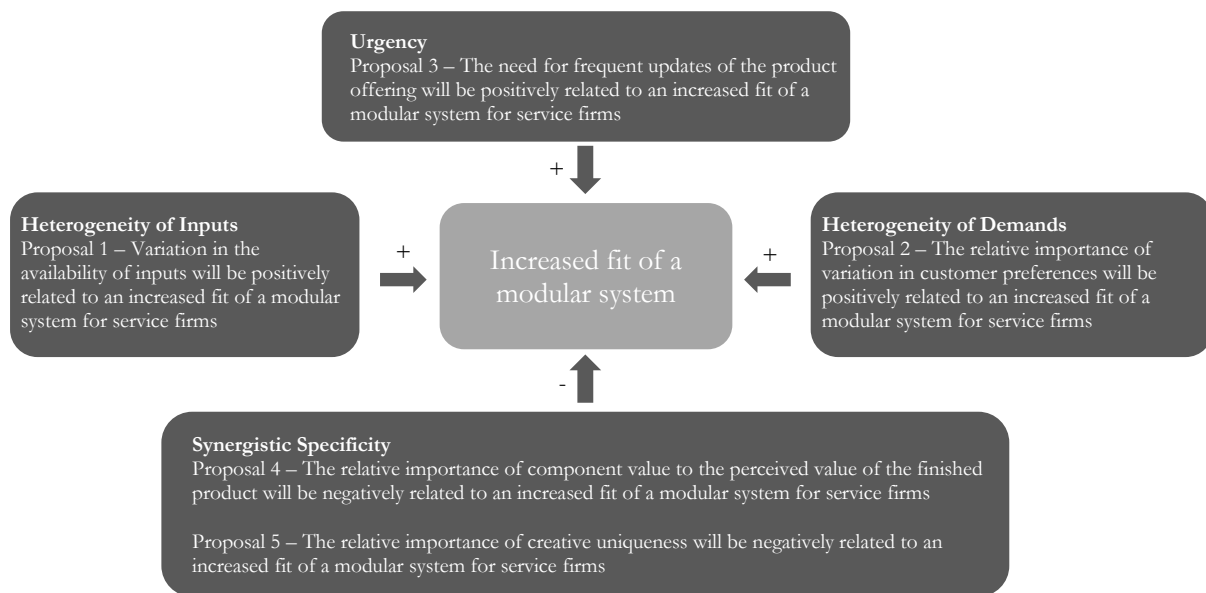 Urgency
Proposal 3 – The need for frequent updates of the product
offering will be positively related to an increased fit of a
modular system for service firms
+
Heterogeneity of Inputs
Proposal 1 – Variation in the
availability of inputs will be positively
related to an increased fit of a modular
system for service firms
+
Increased fit of a
modular system
+
Heterogeneity of Demands
Proposal 2 – The relative importance of
variation in customer preferences will be
positively related to an increased fit of a
modular system for service firms
-
Synergistic Specificity
Proposal 4 – The relative importance of component value to the perceived value of the finished
product will be negatively related to an increased fit of a modular system for service firms
Proposal 5 – The relative importance of creative uniqueness will be negatively related to an
increased fit of a modular system for service firms